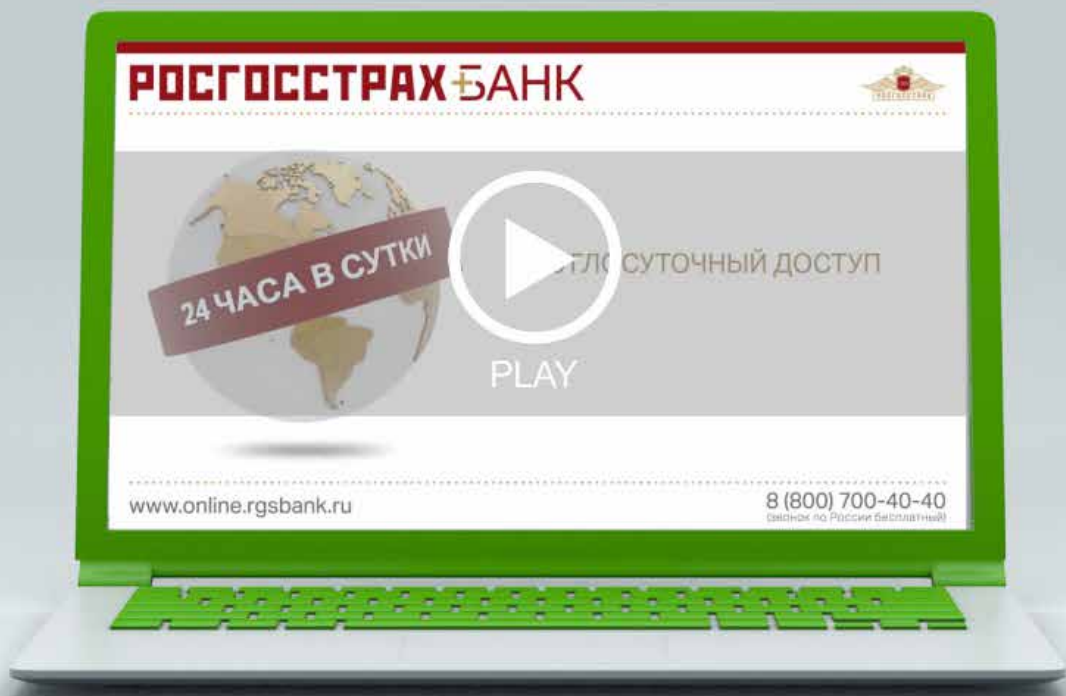 РОСГОССТРАХ БАНК
РОСГОССТРАХ
24 ЧАСА В СУТКИ
ДОСТУП
PLAY
www.online.rgsbank.ru
8 (800) 700-40-40
(звонок по России бесплатный)